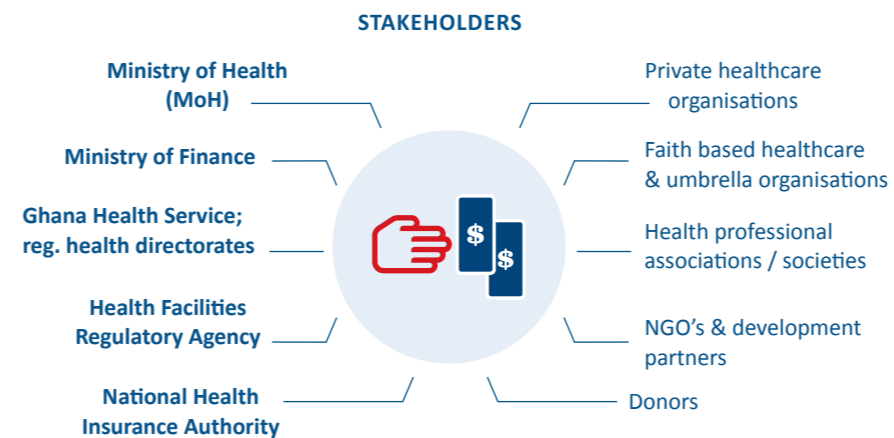 STAKEHOLDERS
Ministry of Health
(MoH)
Ministry of Finance
Ghana Health Service;
reg. health directorates
Health Facilities
Regulatory Agency
National Health
Insurance Authority
$
$
Private healthcare
organisations
Faith based healthcare
& umbrella organisations
Health professional
associations / societies
NGO's & development
partners
Donors